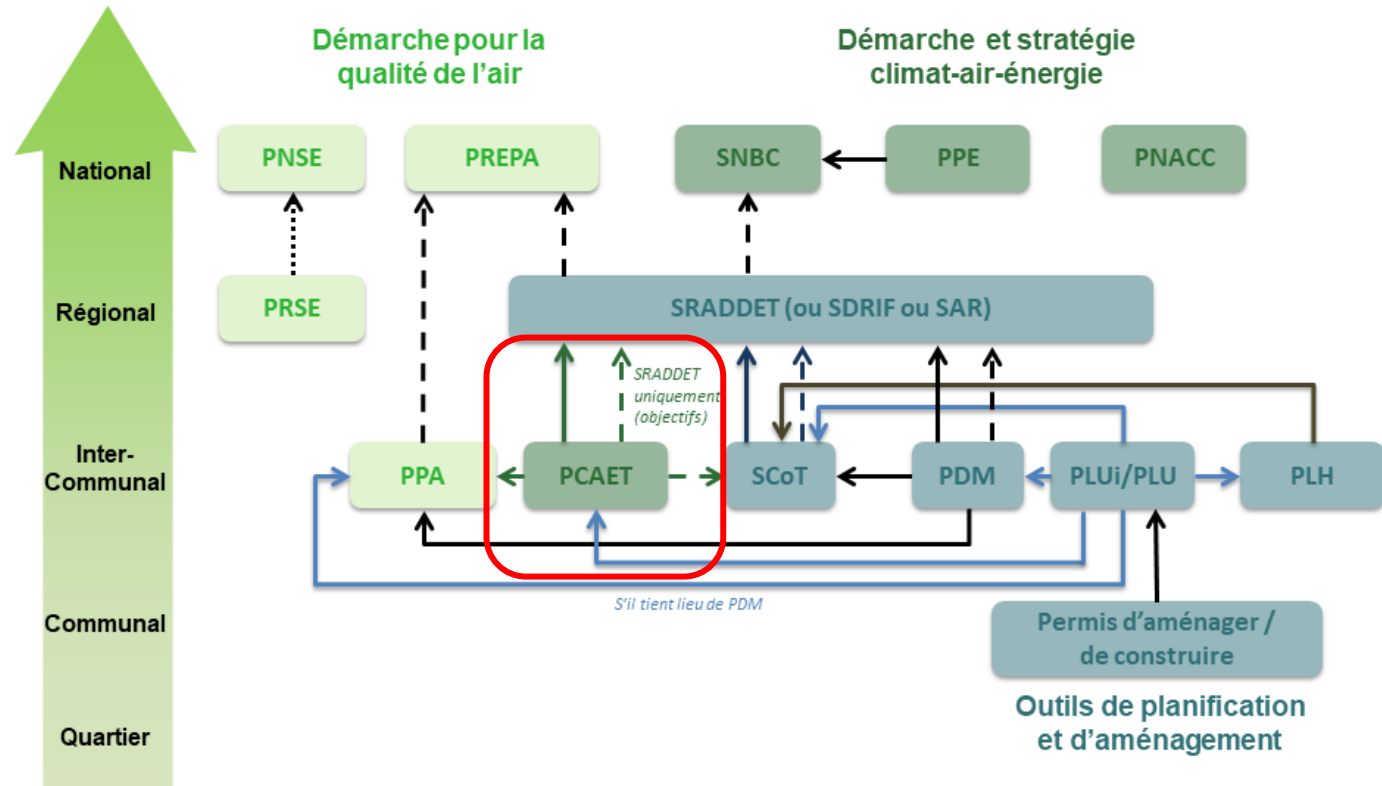 Démarche pour la
qualité de l'air
Démarche et stratégie
climat-air-énergie
National
PNSE
PREPA
SNBC
PPE
PNACC
Régional
PRSE
SRADDET (ou SDRIF ou SAR)
SRADDET
uniquement
(objectifs)
Inter-
Communal
PPA
PCAET
SCoT
PDM
PLUi/PLU
PLH
S'il tient lieu de PDM
Communal
Permis d'aménager /
de construire
Outils de planification
et d'aménagement
Quartier